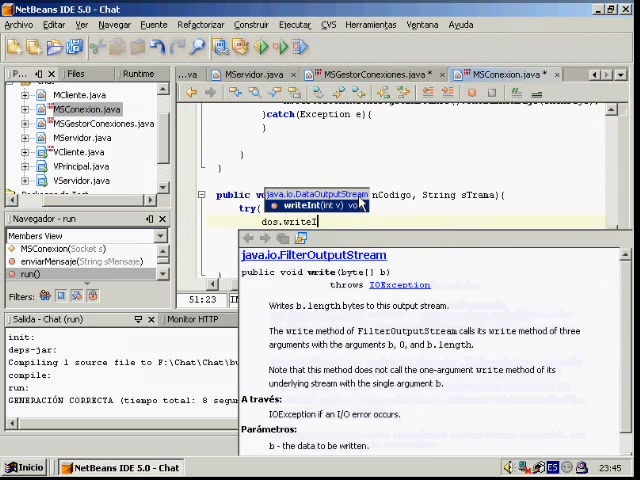 NetBeans IDE 5.0 - Chat
Archivo Editar Ver Navegar Fuente Refactorizar Construir Ejecutar CVS Herramientas Ventana Ayuda
P... Files Runtime
MCliente.java
MSConexion.java
MSGestorConexiones.java
MServidor.java
VCliente.java
VPrincipal.java
VServidor.java
Navegador - run
Members View
MSConexion(Socket s)
enviarMensaje(String sMensaje)
run()
Filters:
...va MServidor.java MSGestorConexiones.java * MSConexion.java *
}catch(Exception e){
}
}
}
public vo nCodigo, String sTrama){
java.io.DataOutputStream
try{ writeInt(int v) vo
dos.writeI
51:23 IN
java.io.FilterOutputStream
public void write(byte[] b)
throws IOException
Writes b.length bytes to this output stream.
The write method of FilterOutputStream calls its write method of three
arguments with the arguments b, 0, and b.length.
Note that this method does not call the one-argument write method of its
underlying stream with the single argument b.
A través:
IOException if an I/O error occurs.
Parámetros:
b - the data to be written.
Salida - Chat (run) Monitor HTTP
init:
deps-jar:
Compiling 1 source file to F:\Chat\Chat\bu
compile:
run:
GENERACIÓN CORRECTA (tiempo total: 8 segu
Inicio NetBeans IDE 5.0 - Chat ES 23:45